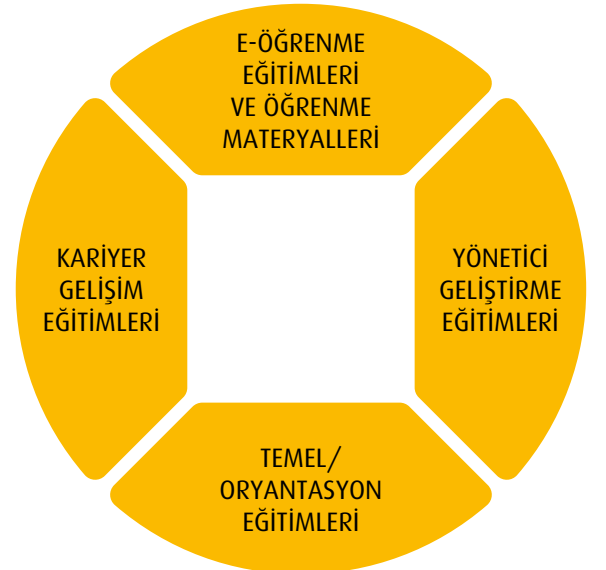 E-ÖĞRENME
EĞİTİMLERİ
VE ÖĞRENME
MATERYALLERİ
KARİYER
GELİŞİM
EĞİTİMLERİ
YÖNETİCİ
GELİŞTİRME
EĞİTİMLERİ
TEMEL/
ORYANTASYON
EĞİTİMLERİ